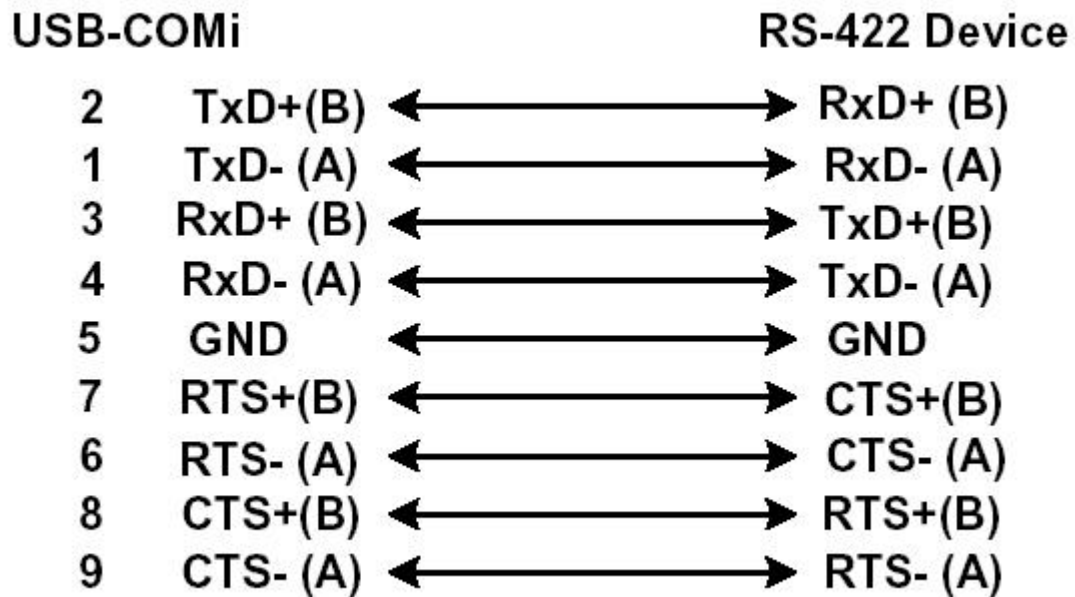 USB-COMi RS-422 Device
2 TxD+(B) RxD+ (B)
1 TxD- (A) RxD- (A)
3 RxD+ (B) TxD+(B)
4 RxD- (A) TxD- (A)
5 GND GND
7 RTS+(B) CTS+(B)
6 RTS- (A) CTS- (A)
8 CTS+(B) RTS+(B)
9 CTS- (A) RTS- (A)